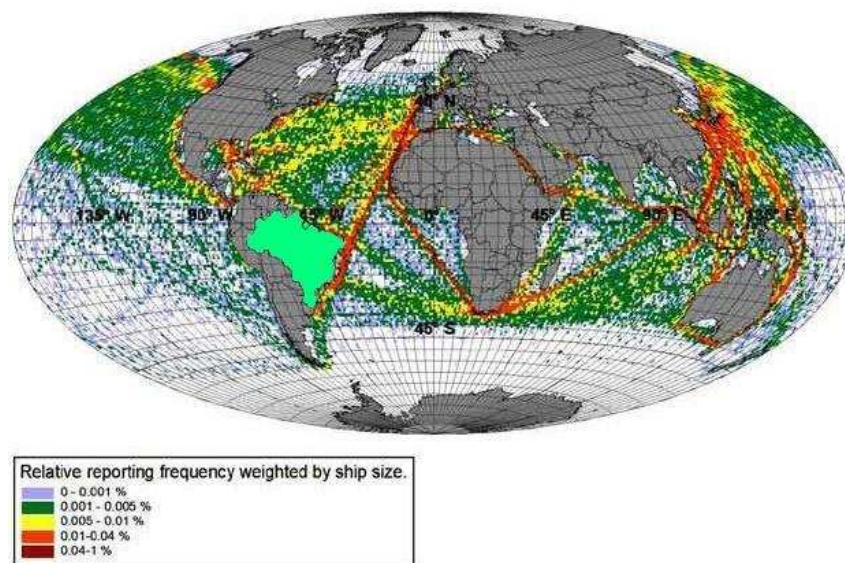 45° N
135° W 90° W 45° W 0° 45° E 90° E 135° E
45° S
Relative reporting frequency weighted by ship size.
0 - 0.001 %
0.001 - 0.005 %
0.005 - 0.01 %
0.01-0.04 %
0.04-1 %